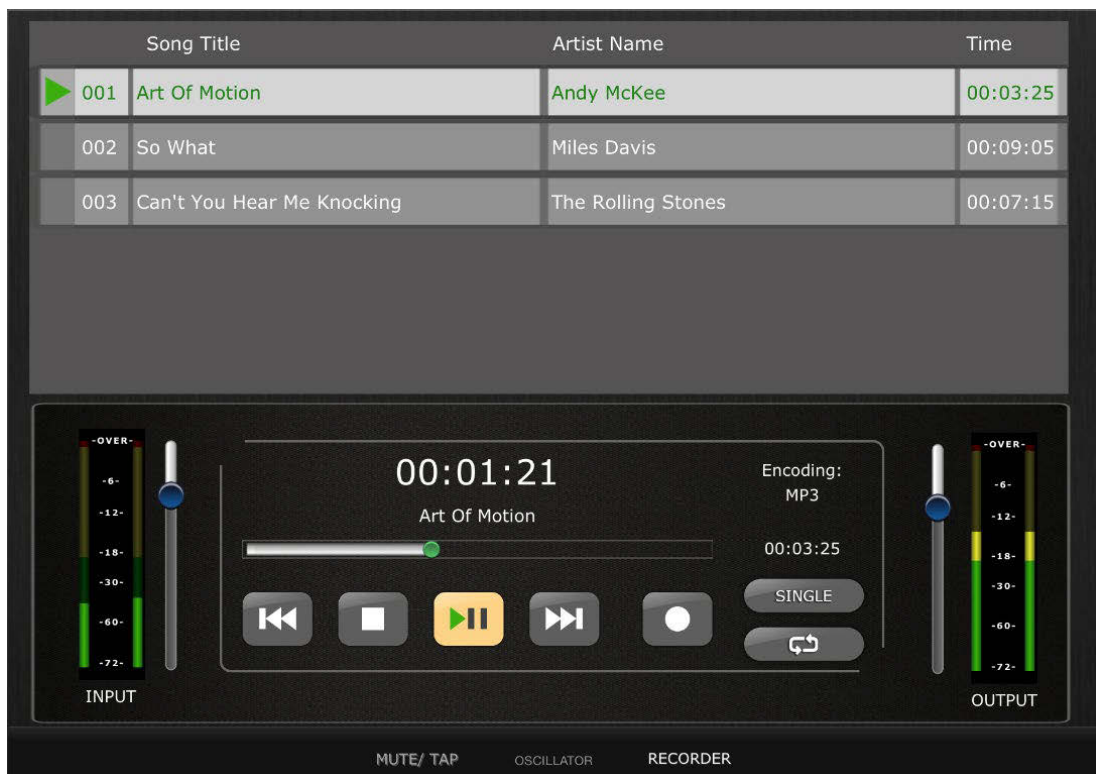 Song Title Artist Name Time
001 Art Of Motion Andy McKee 00:03:25
002 So What Miles Davis 00:09:05
003 Can't You Hear Me Knocking The Rolling Stones 00:07:15
-OVER-
-6-
-12-
-18-
-30-
-60-
-72-
INPUT
00:01:21
Art Of Motion
Encoding:
MP3
00:03:25
SINGLE
-OVER-
-6-
-12-
-18-
-30-
-60-
-72-
OUTPUT
MUTE/ TAP OSCILLATOR RECORDER